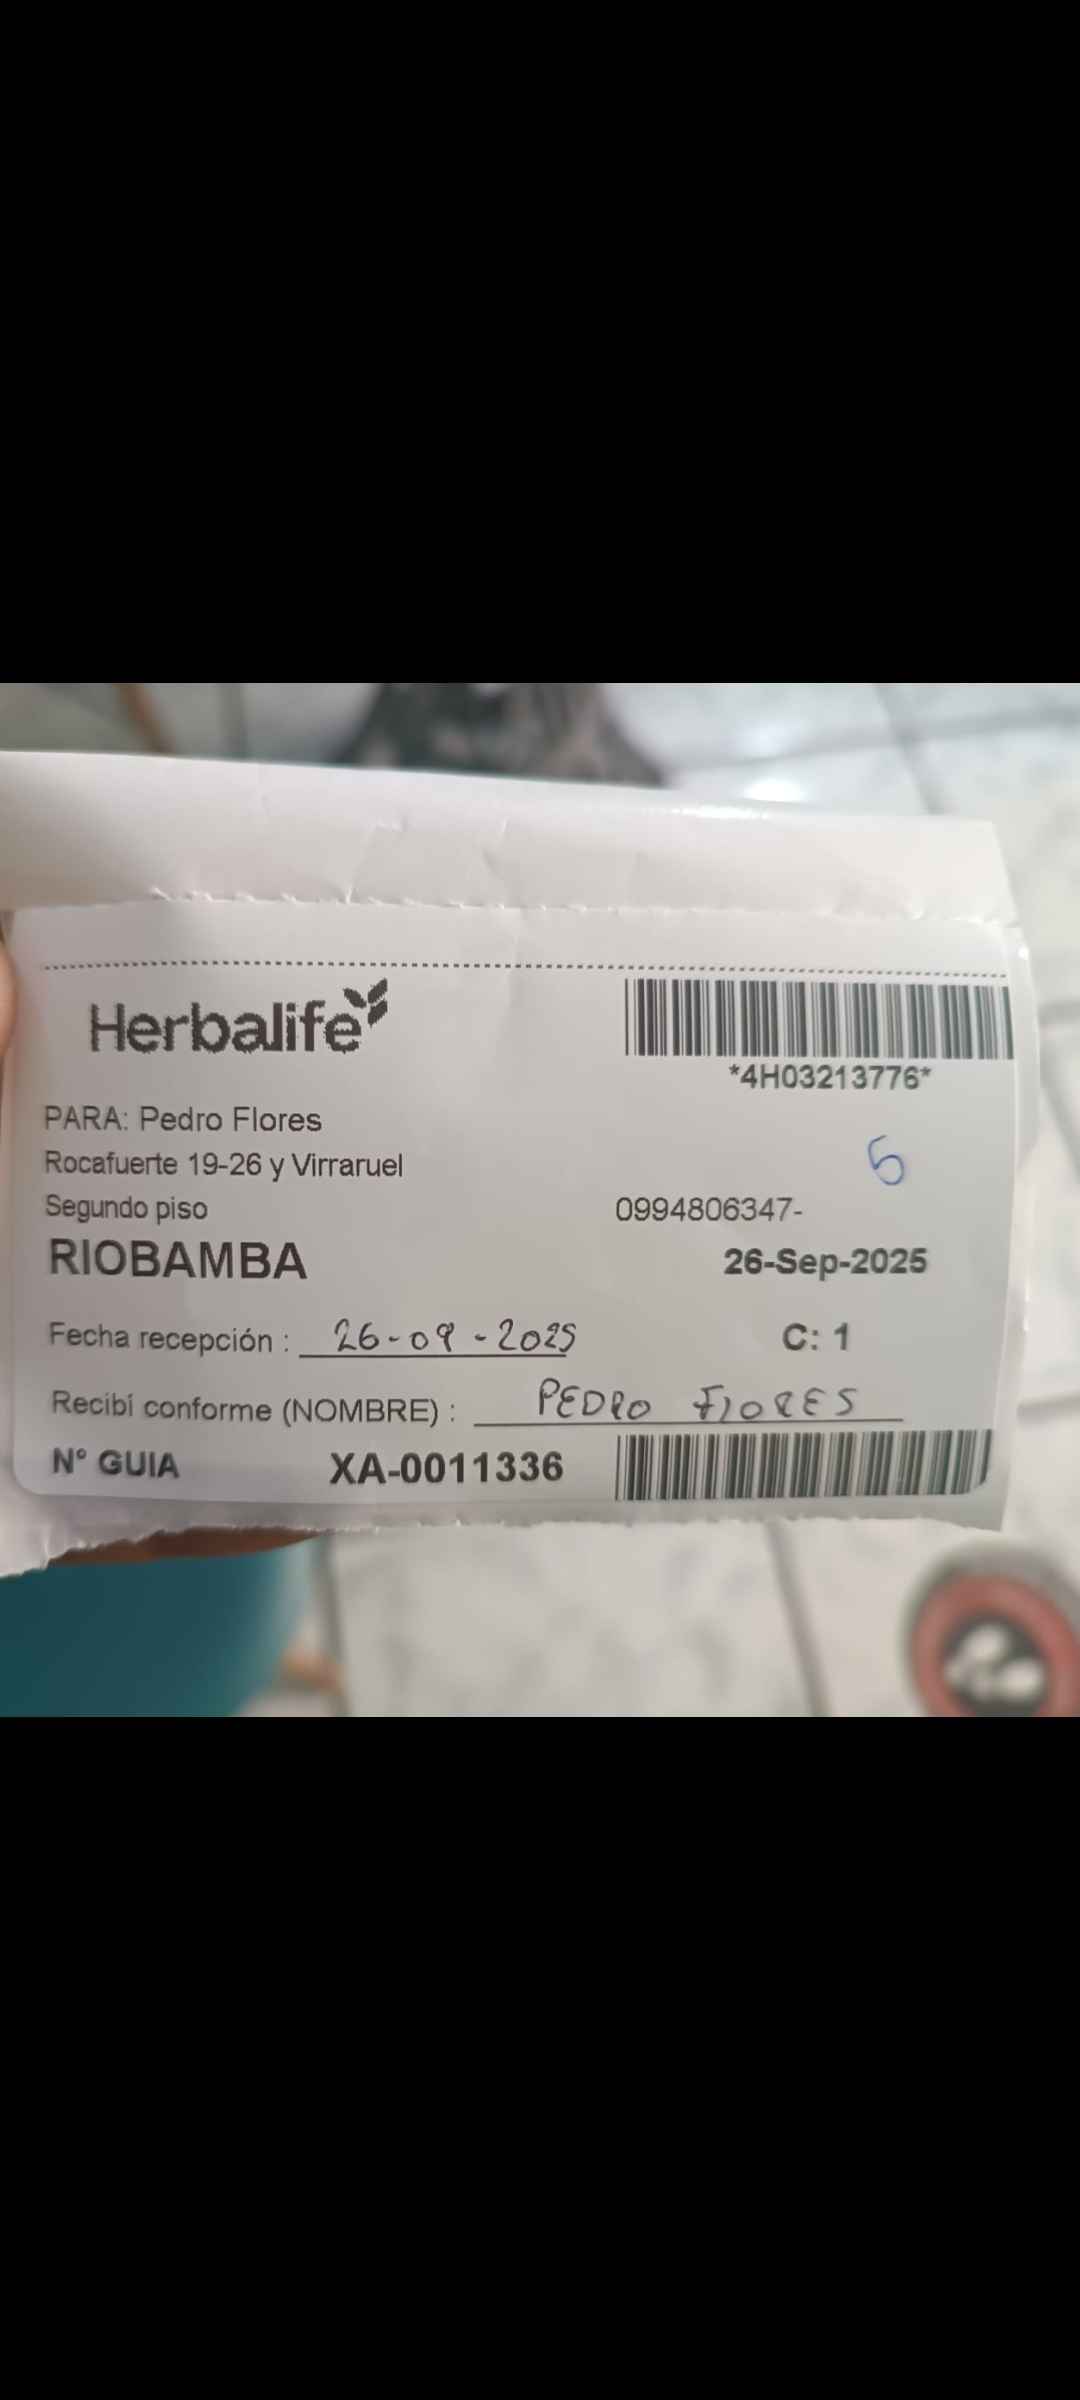 Herbalife
*4H03213776*
PARA: Pedro Flores
Rocafuerte 19-26 y Virraruel
5
Segundo piso 0994806347-
RIOBAMBA 26-Sep-2025
Fecha recepción : 26-09-2025 C: 1
Recibí conforme (NOMBRE) : PEDRO FlORES
N° GUIA XA-0011336